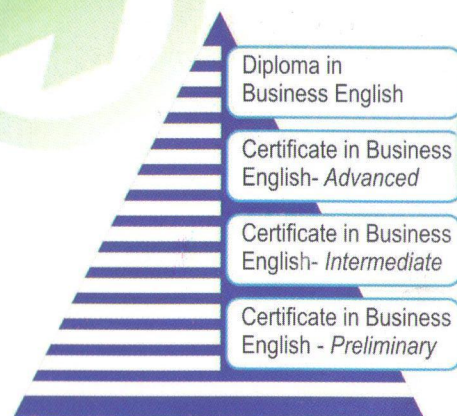 Diploma in
Business English
Certificate in Business
English- Advanced
Certificate in Business
English- Intermediate
Certificate in Business
English - Preliminary